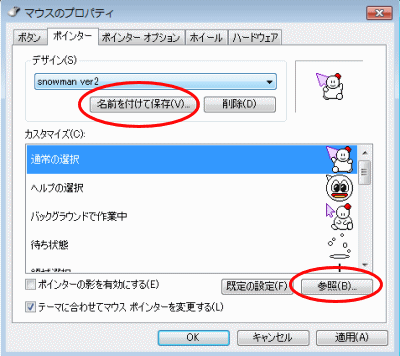 マウスのプロパティ
ボタン ポインター ポインター オプション ホイール ハードウェア
デザイン(S)
snowman ver2
名前を付けて保存(V)... 削除(D)
カスタマイズ(C):
通常の選択
ヘルプの選択
バックグラウンドで作業中
待ち状態
領域選択
ポインターの影を有効にする(E) 既定の設定(F) 参照(B)...
テーマに合わせてマウス ポインターを変更する(L)
OK キャンセル 適用(A)